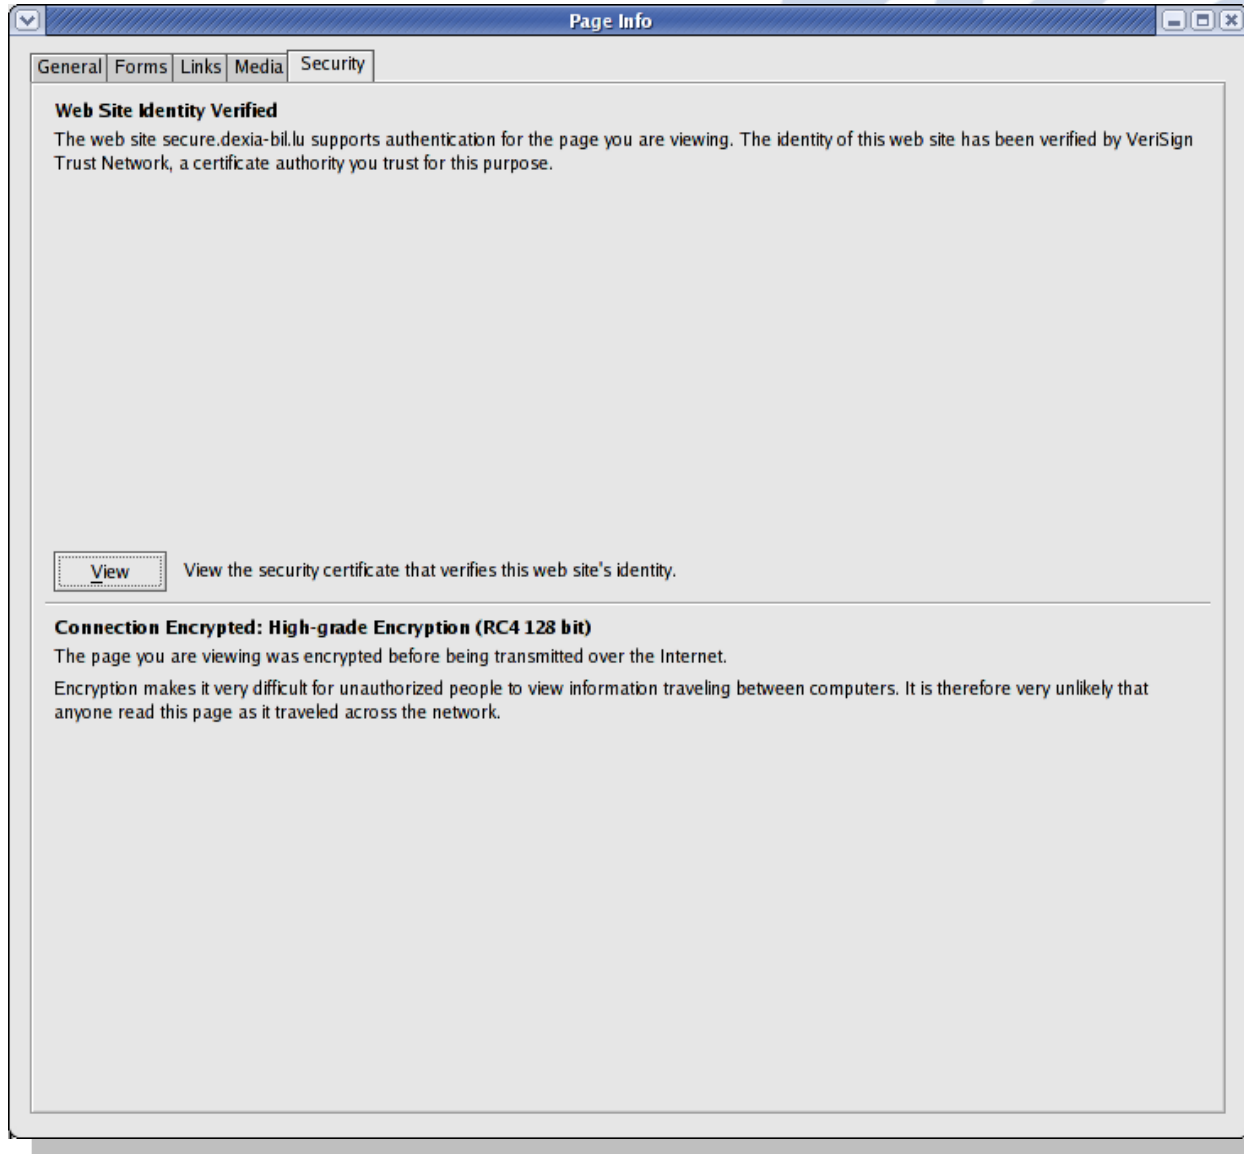 Page Info
General Forms Links Media Security
Web Site Identity Verified
The web site secure.dexia-bil.lu supports authentication for the page you are viewing. The identity of this web site has been verified by VeriSign
Trust Network, a certificate authority you trust for this purpose.
View View the security certificate that verifies this web site's identity.
Connection Encrypted: High-grade Encryption (RC4 128 bit)
The page you are viewing was encrypted before being transmitted over the Internet.
Encryption makes it very difficult for unauthorized people to view information traveling between computers. It is therefore very unlikely that
anyone read this page as it traveled across the network.